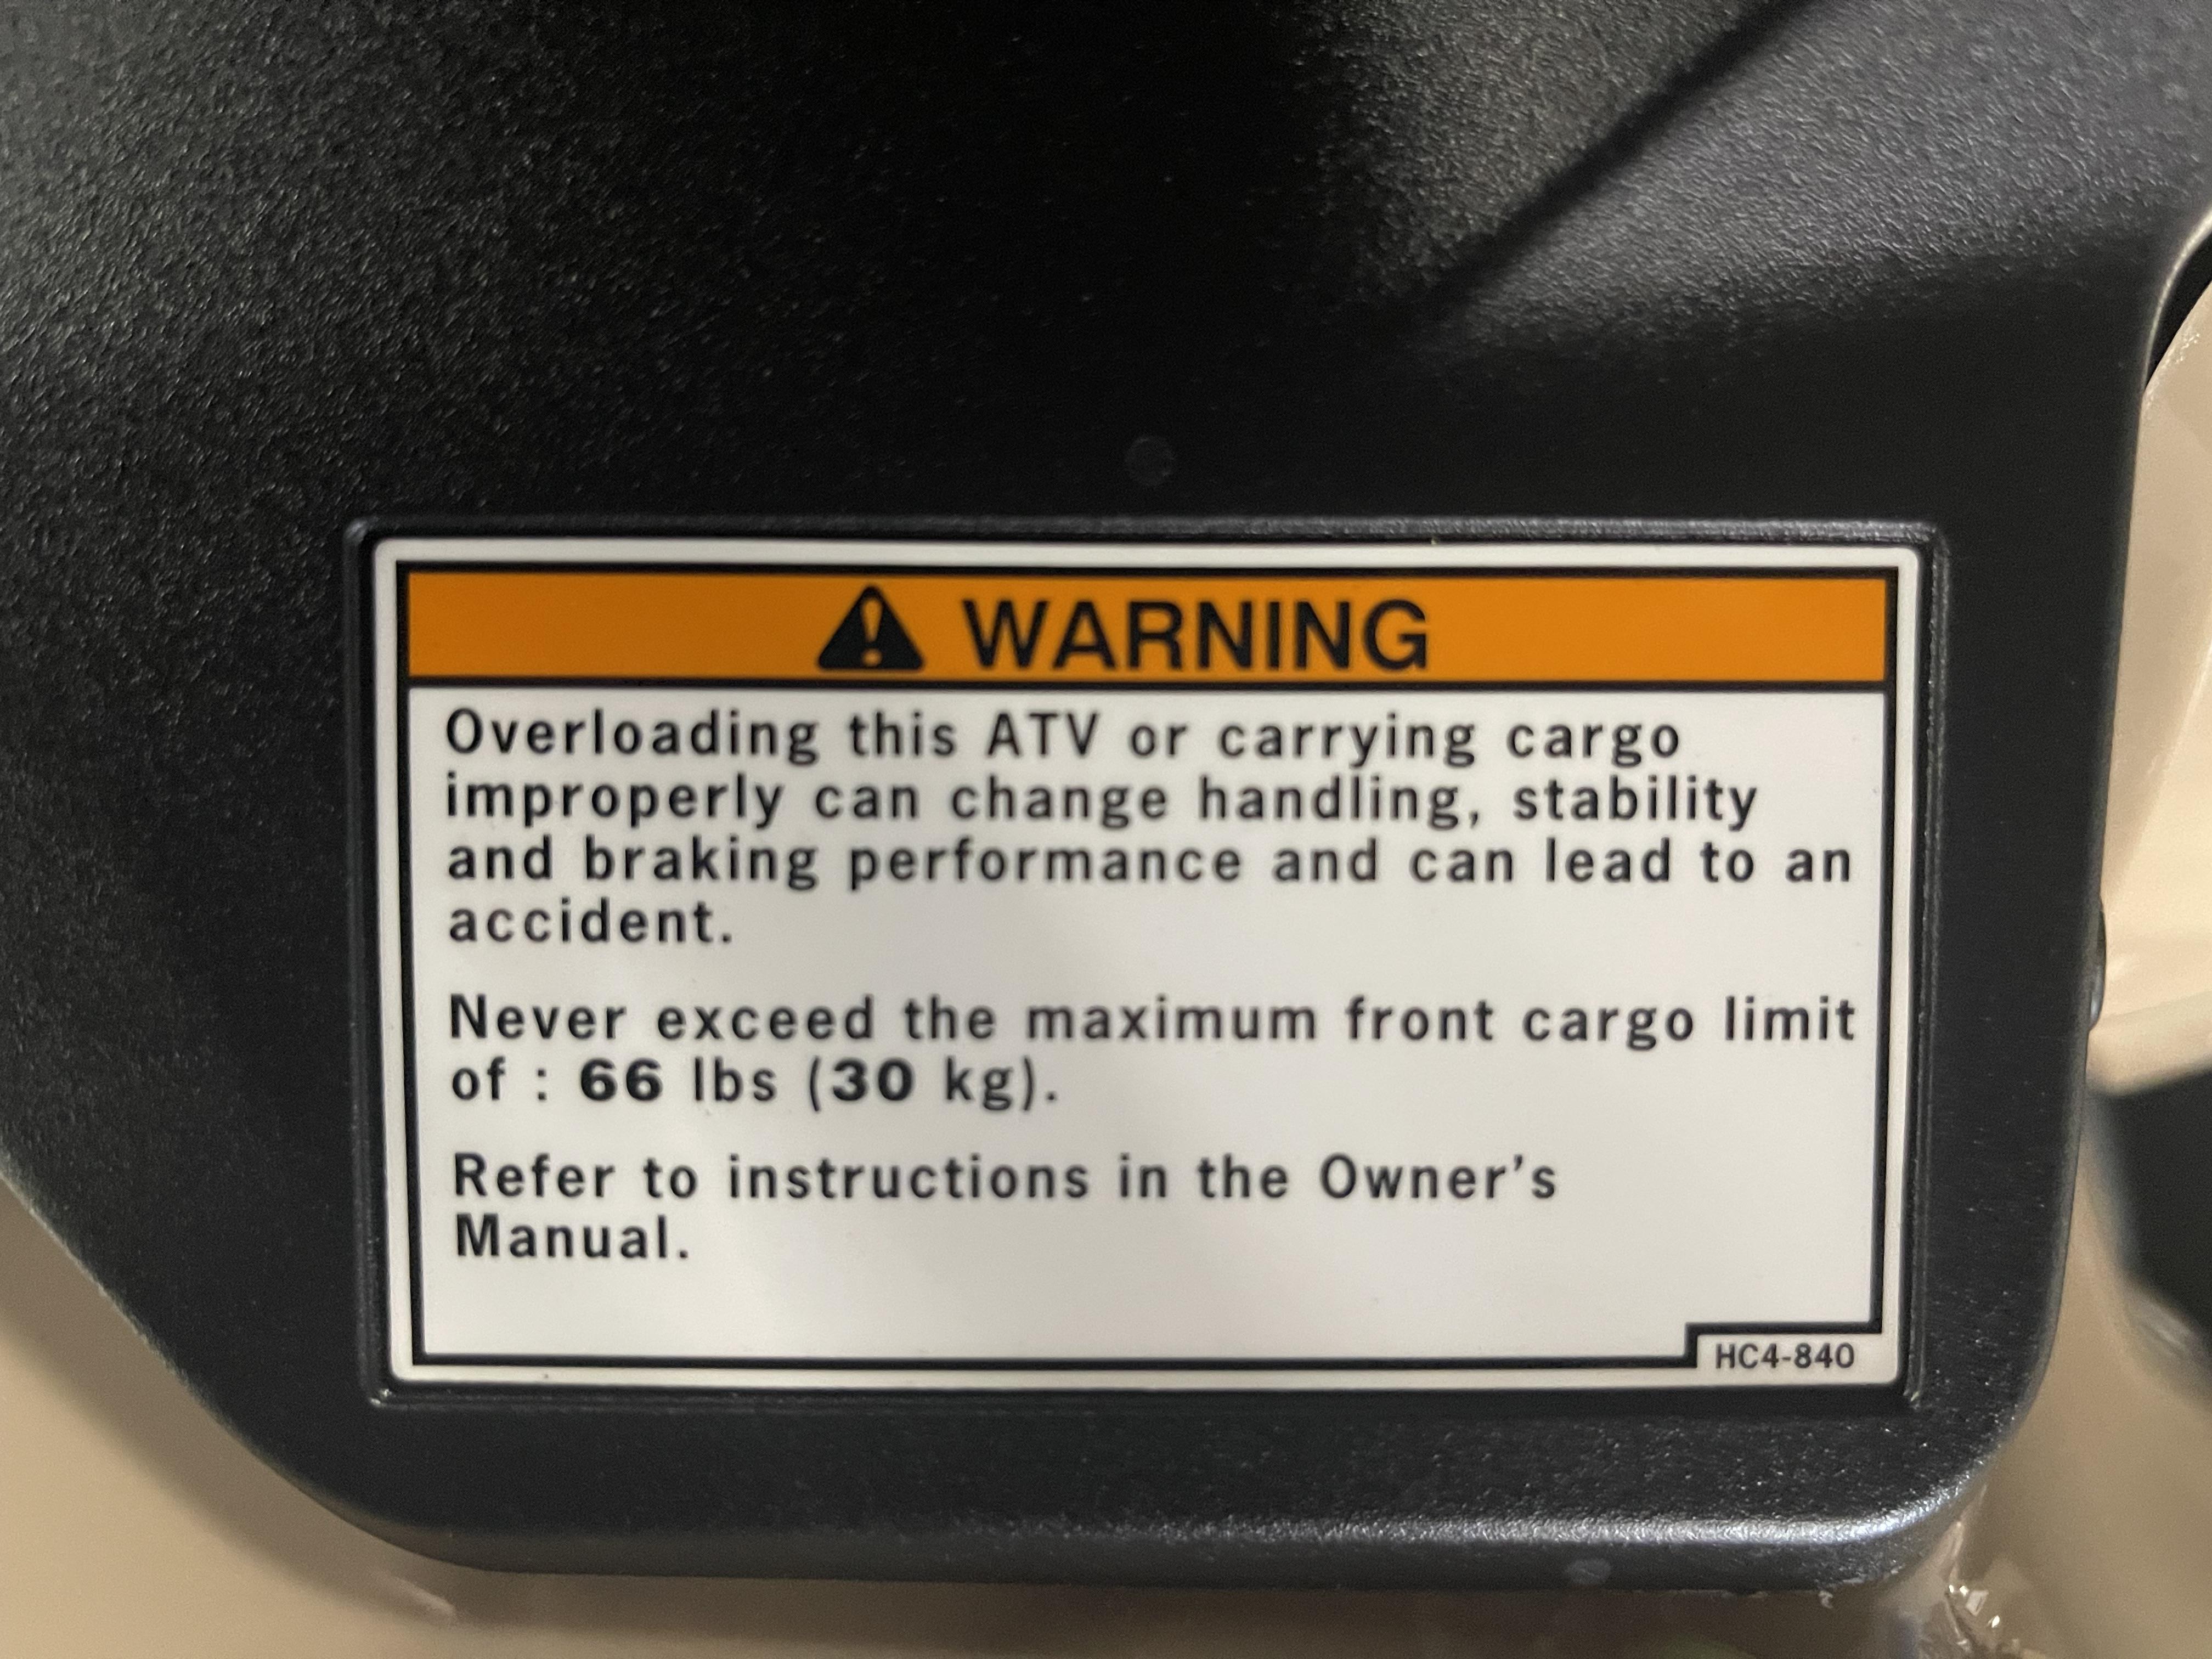 WARNING
Overloading this ATV or carrying cargo
improperly can change handling, stability
and braking performance and can lead to an
accident.
Never exceed the maximum front cargo limit
of : 66 lbs (30 kg).
Refer to instructions in the Owner's
Manual.
HC4-840